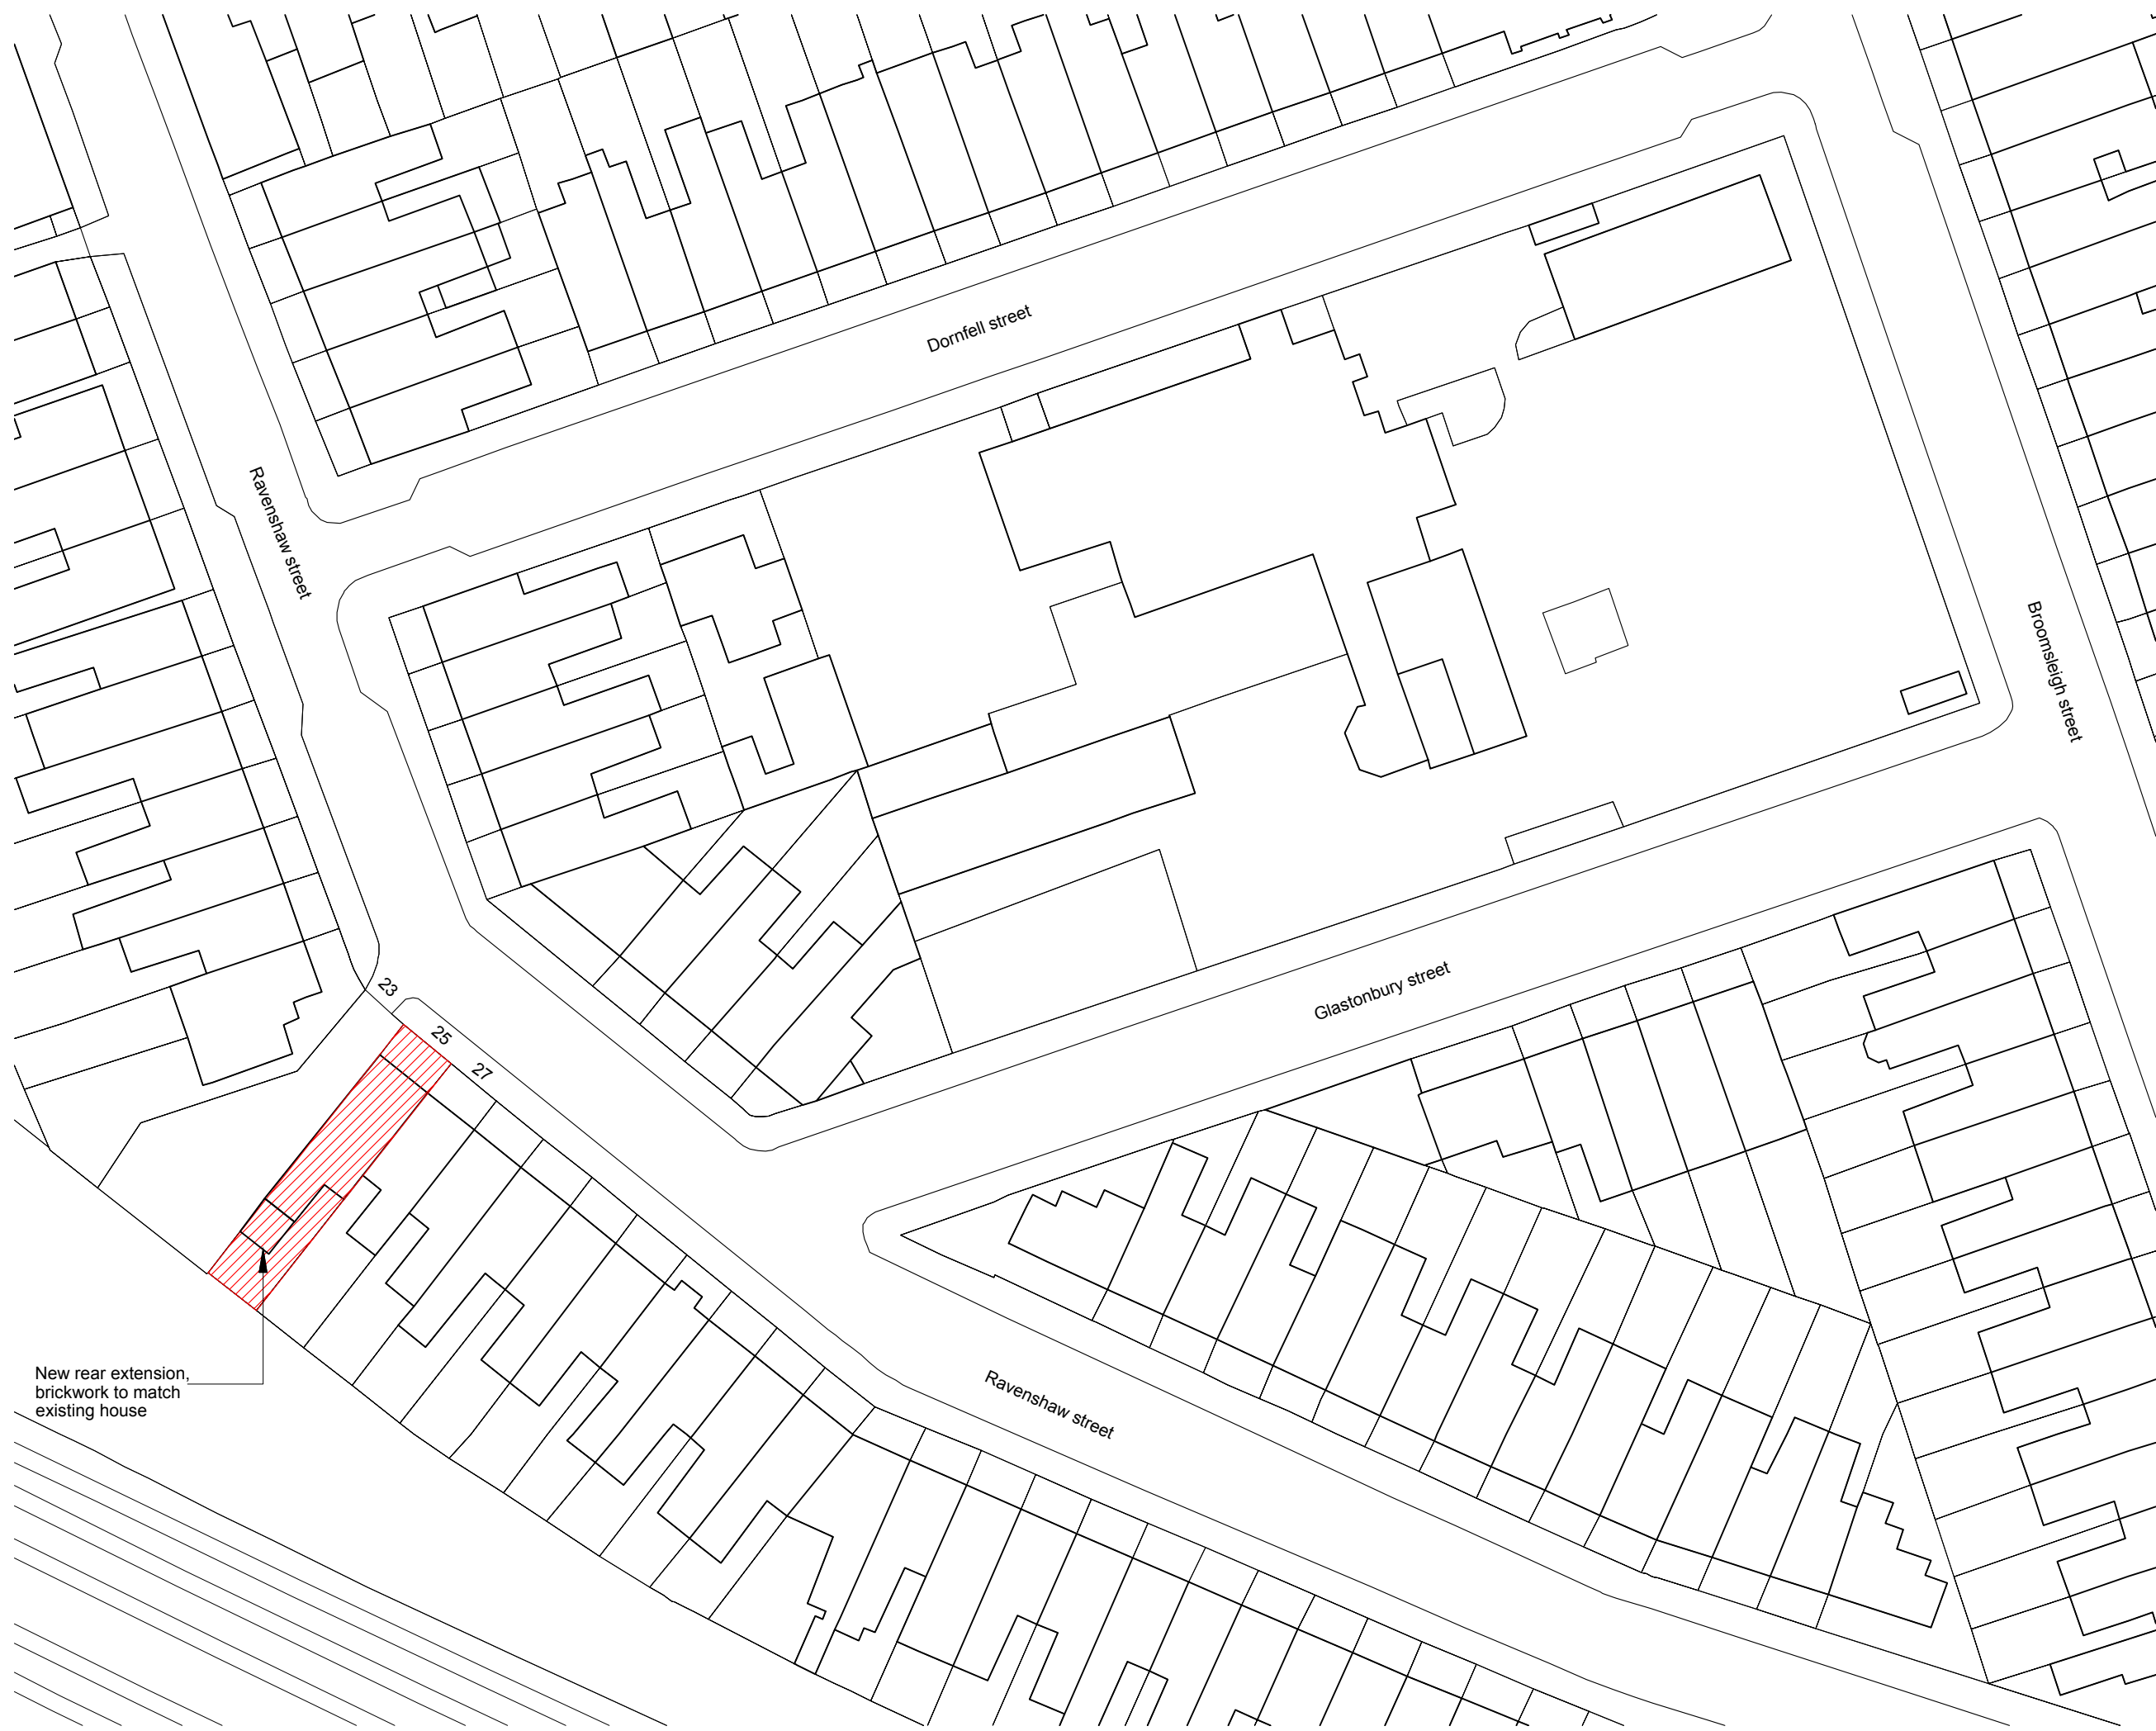 Dornfell street
Ravenshaw street
Broomsleigh street
Glastonbury street
23
25
27
New rear extension,
brickwork to match
existing house
Ravenshaw street